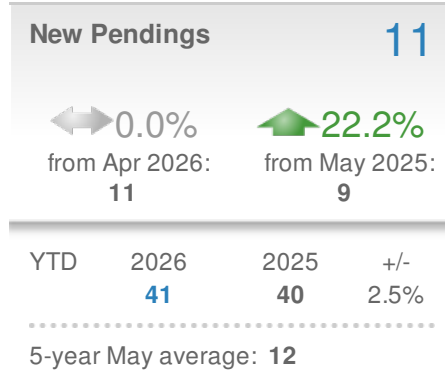 New Pendings 11
0.0% 22.2%
from Apr 2026: from May 2025:
11 9
YTD 2026 2025 +/-
41 40 2.5%
5-year May average: 12